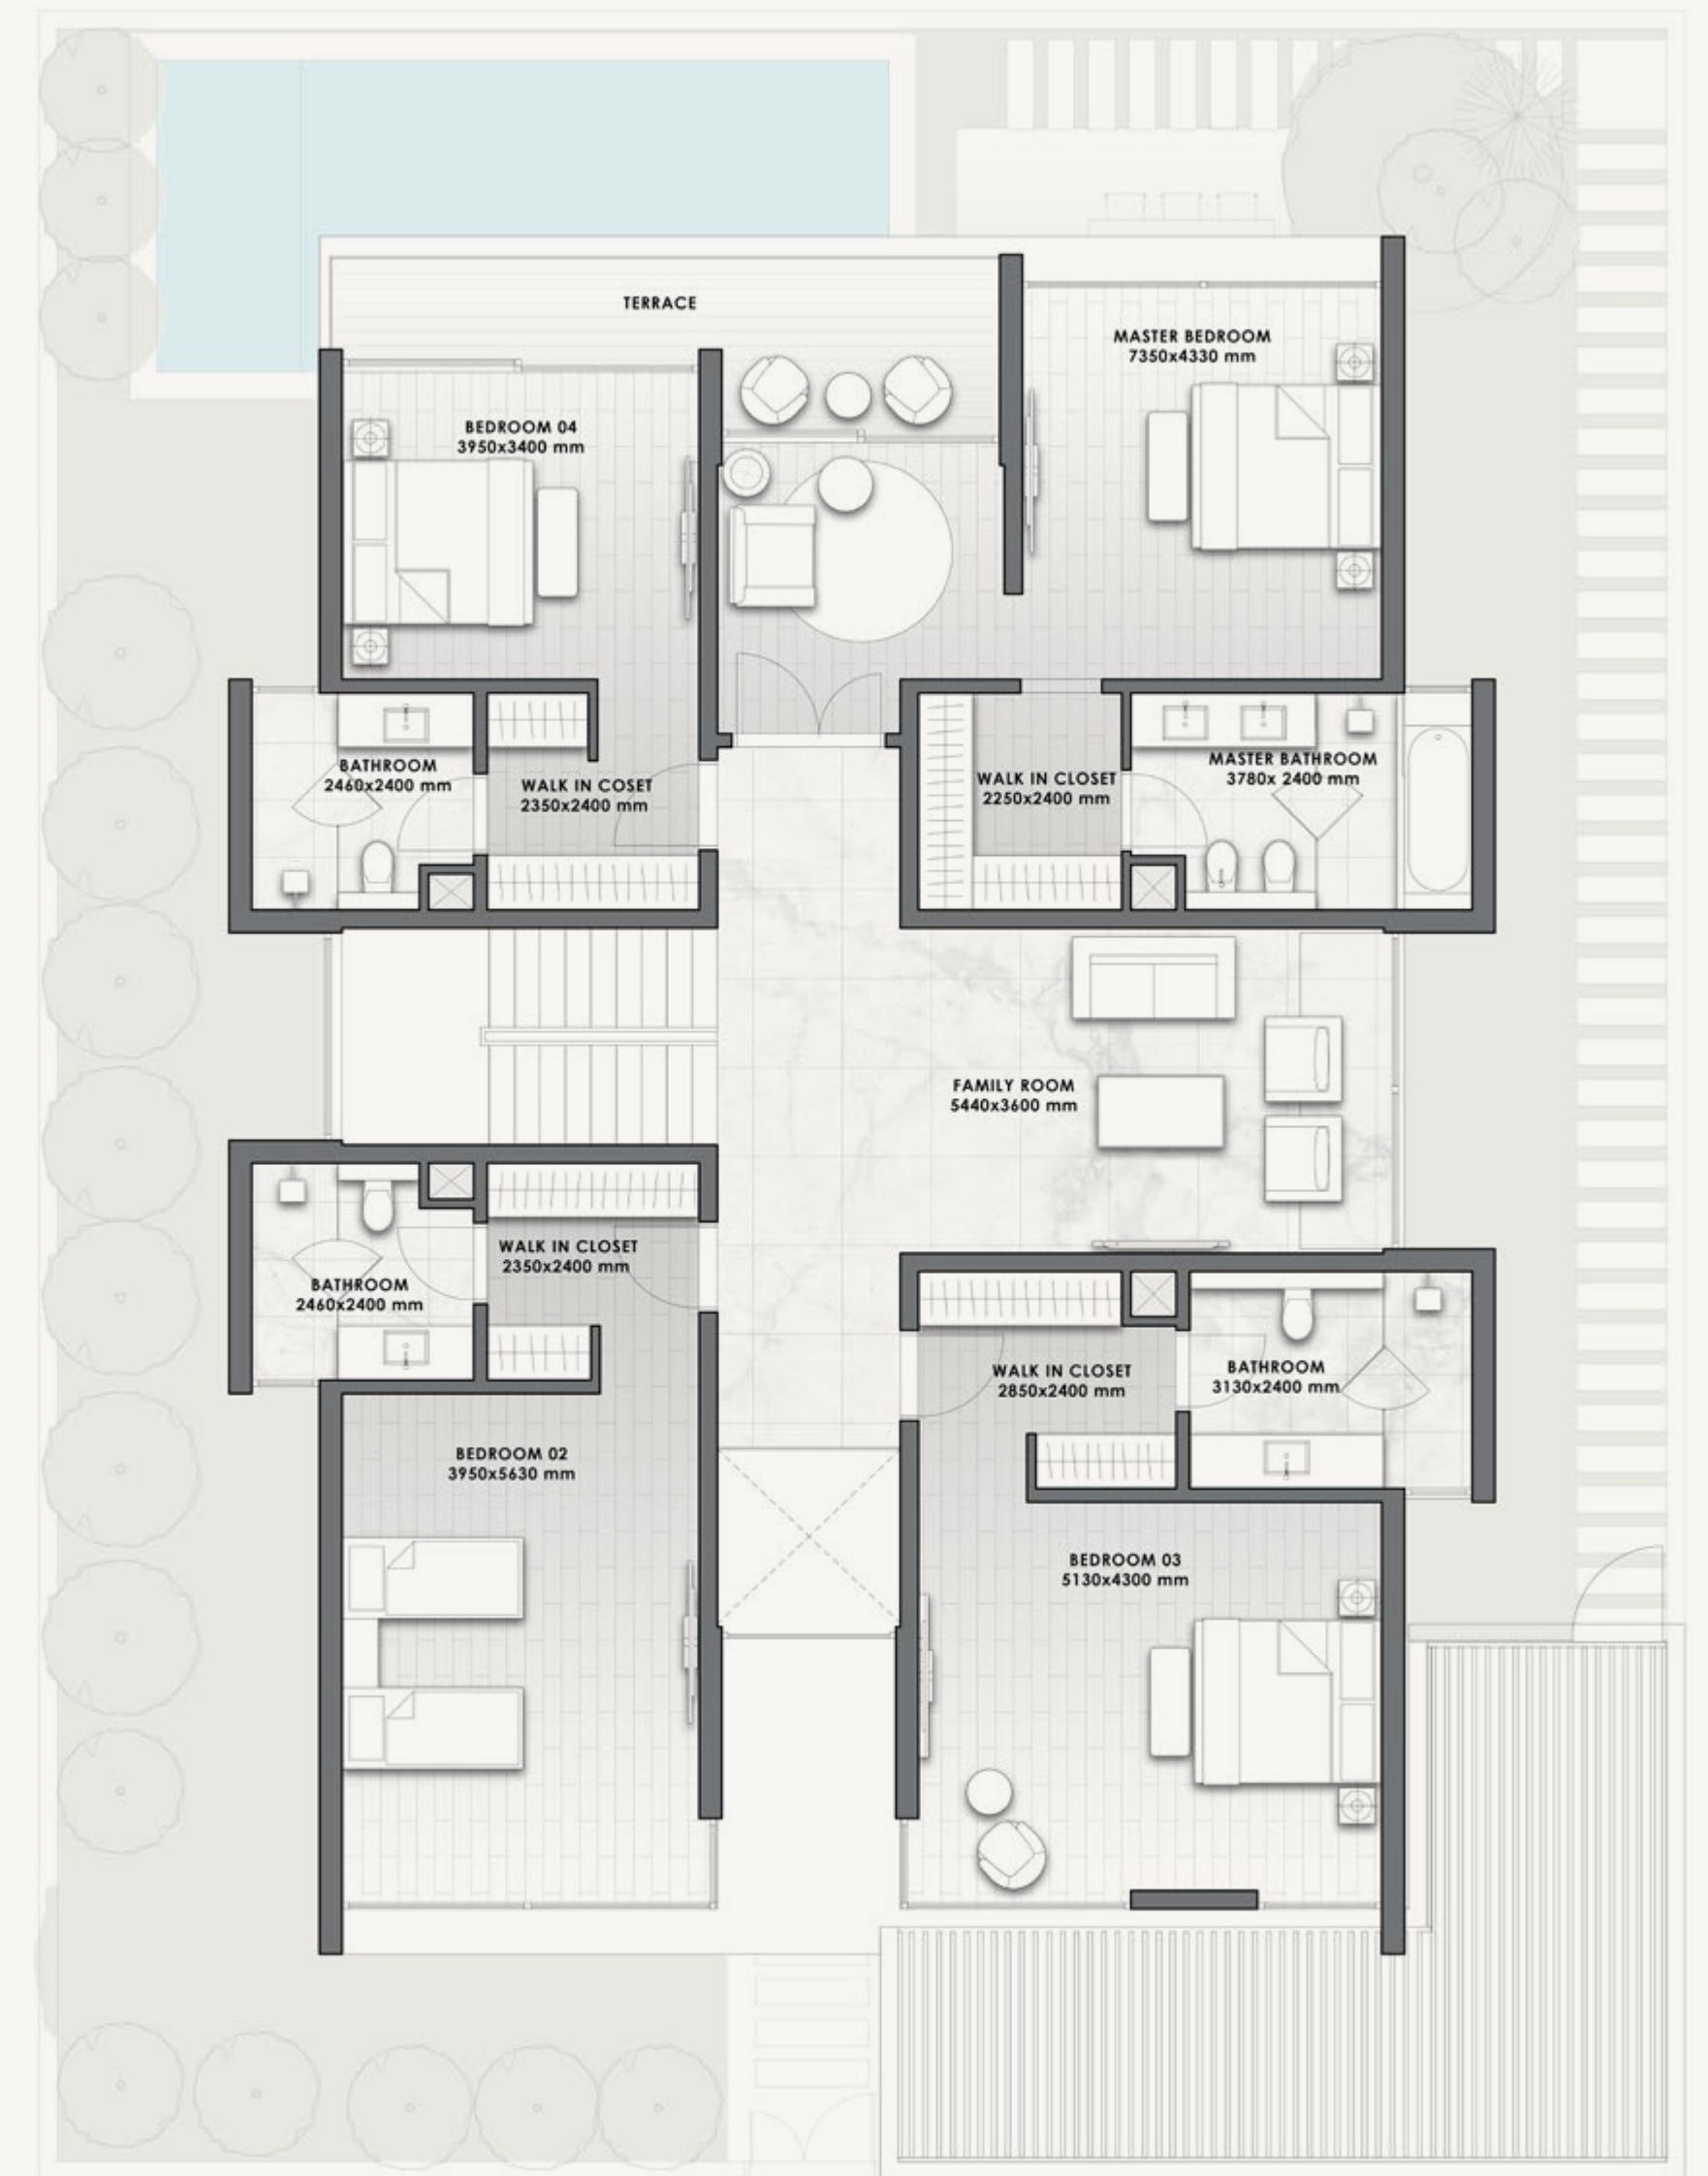 TERRACE
MASTER BEDROOM
7350x4330 mm
BEDROOM 04
3950x3400 mm
BATHROOM
2460x2400 mm
WALK IN COSET
2350x2400 mm
WALK IN CLOSET
2250x2400 mm
MASTER BATHROOM
3780x 2400 mm
FAMILY ROOM
5440x3600 mm
WALK IN CLOSET
2350x2400 mm
BATHROOM
2460x2400 mm
WALK IN CLOSET
2850x2400 mm
BATHROOM
3130x2400 mm
BEDROOM 02
3950x5630 mm
BEDROOM 03
5130x4300 mm